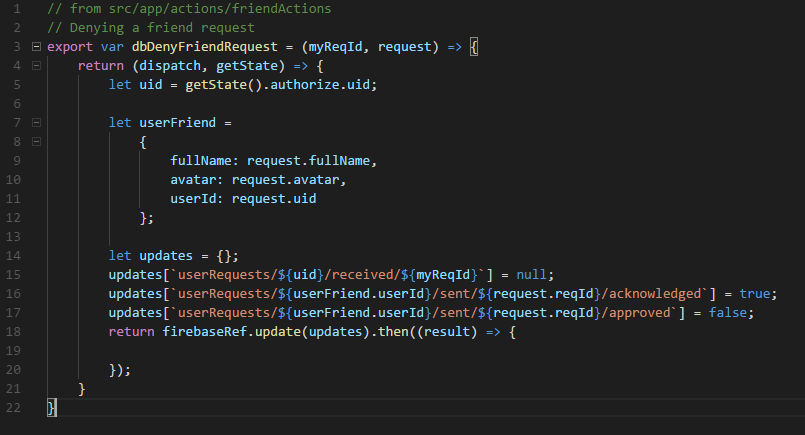 1 // from src/app/actions/friendActions
2 // Denying a friend request
3 export var dbDenyFriendRequest = (myReqId, request) => {
4     return (dispatch, getState) => {
5         let uid = getState().authorize.uid;
6
7         let userFriend =
8             {
9                 fullName: request.fullName,
10                 avatar: request.avatar,
11                 userId: request.uid
12             };
13
14         let updates = {};
15         updates[`userRequests/${uid}/received/${myReqId}`] = null;
16         updates[`userRequests/${userFriend.userId}/sent/${request.reqId}/acknowledged`] = true;
17         updates[`userRequests/${userFriend.userId}/sent/${request.reqId}/approved`] = false;
18         return firebaseRef.update(updates).then((result) => {
19
20         });
21     }
22 }